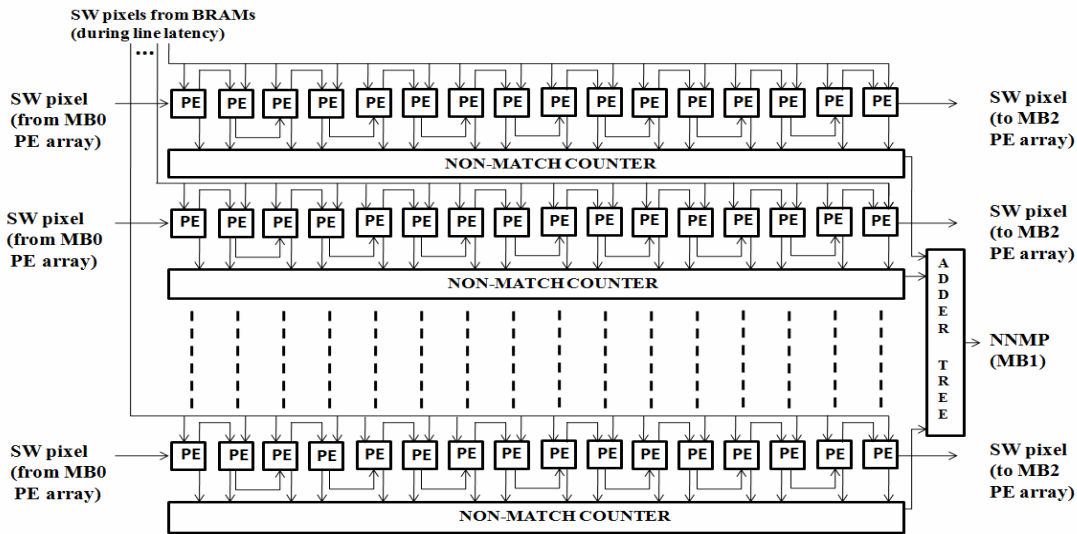 SW pixels from BRAMs
(during line latency)
...
SW pixel
(from MB0
PE array)
PE PE PE PE PE PE PE PE PE PE PE PE PE PE PE PE
SW pixel
(to MB2
PE array)
NON-MATCH COUNTER
SW pixel
(from MB0
PE array)
PE PE PE PE PE PE PE PE PE PE PE PE PE PE PE PE
SW pixel
(to MB2
PE array)
NON-MATCH COUNTER
ADDER TREE
NNMP
(MB1)
SW pixel
(from MB0
PE array)
PE PE PE PE PE PE PE PE PE PE PE PE PE PE PE PE
SW pixel
(to MB2
PE array)
NON-MATCH COUNTER